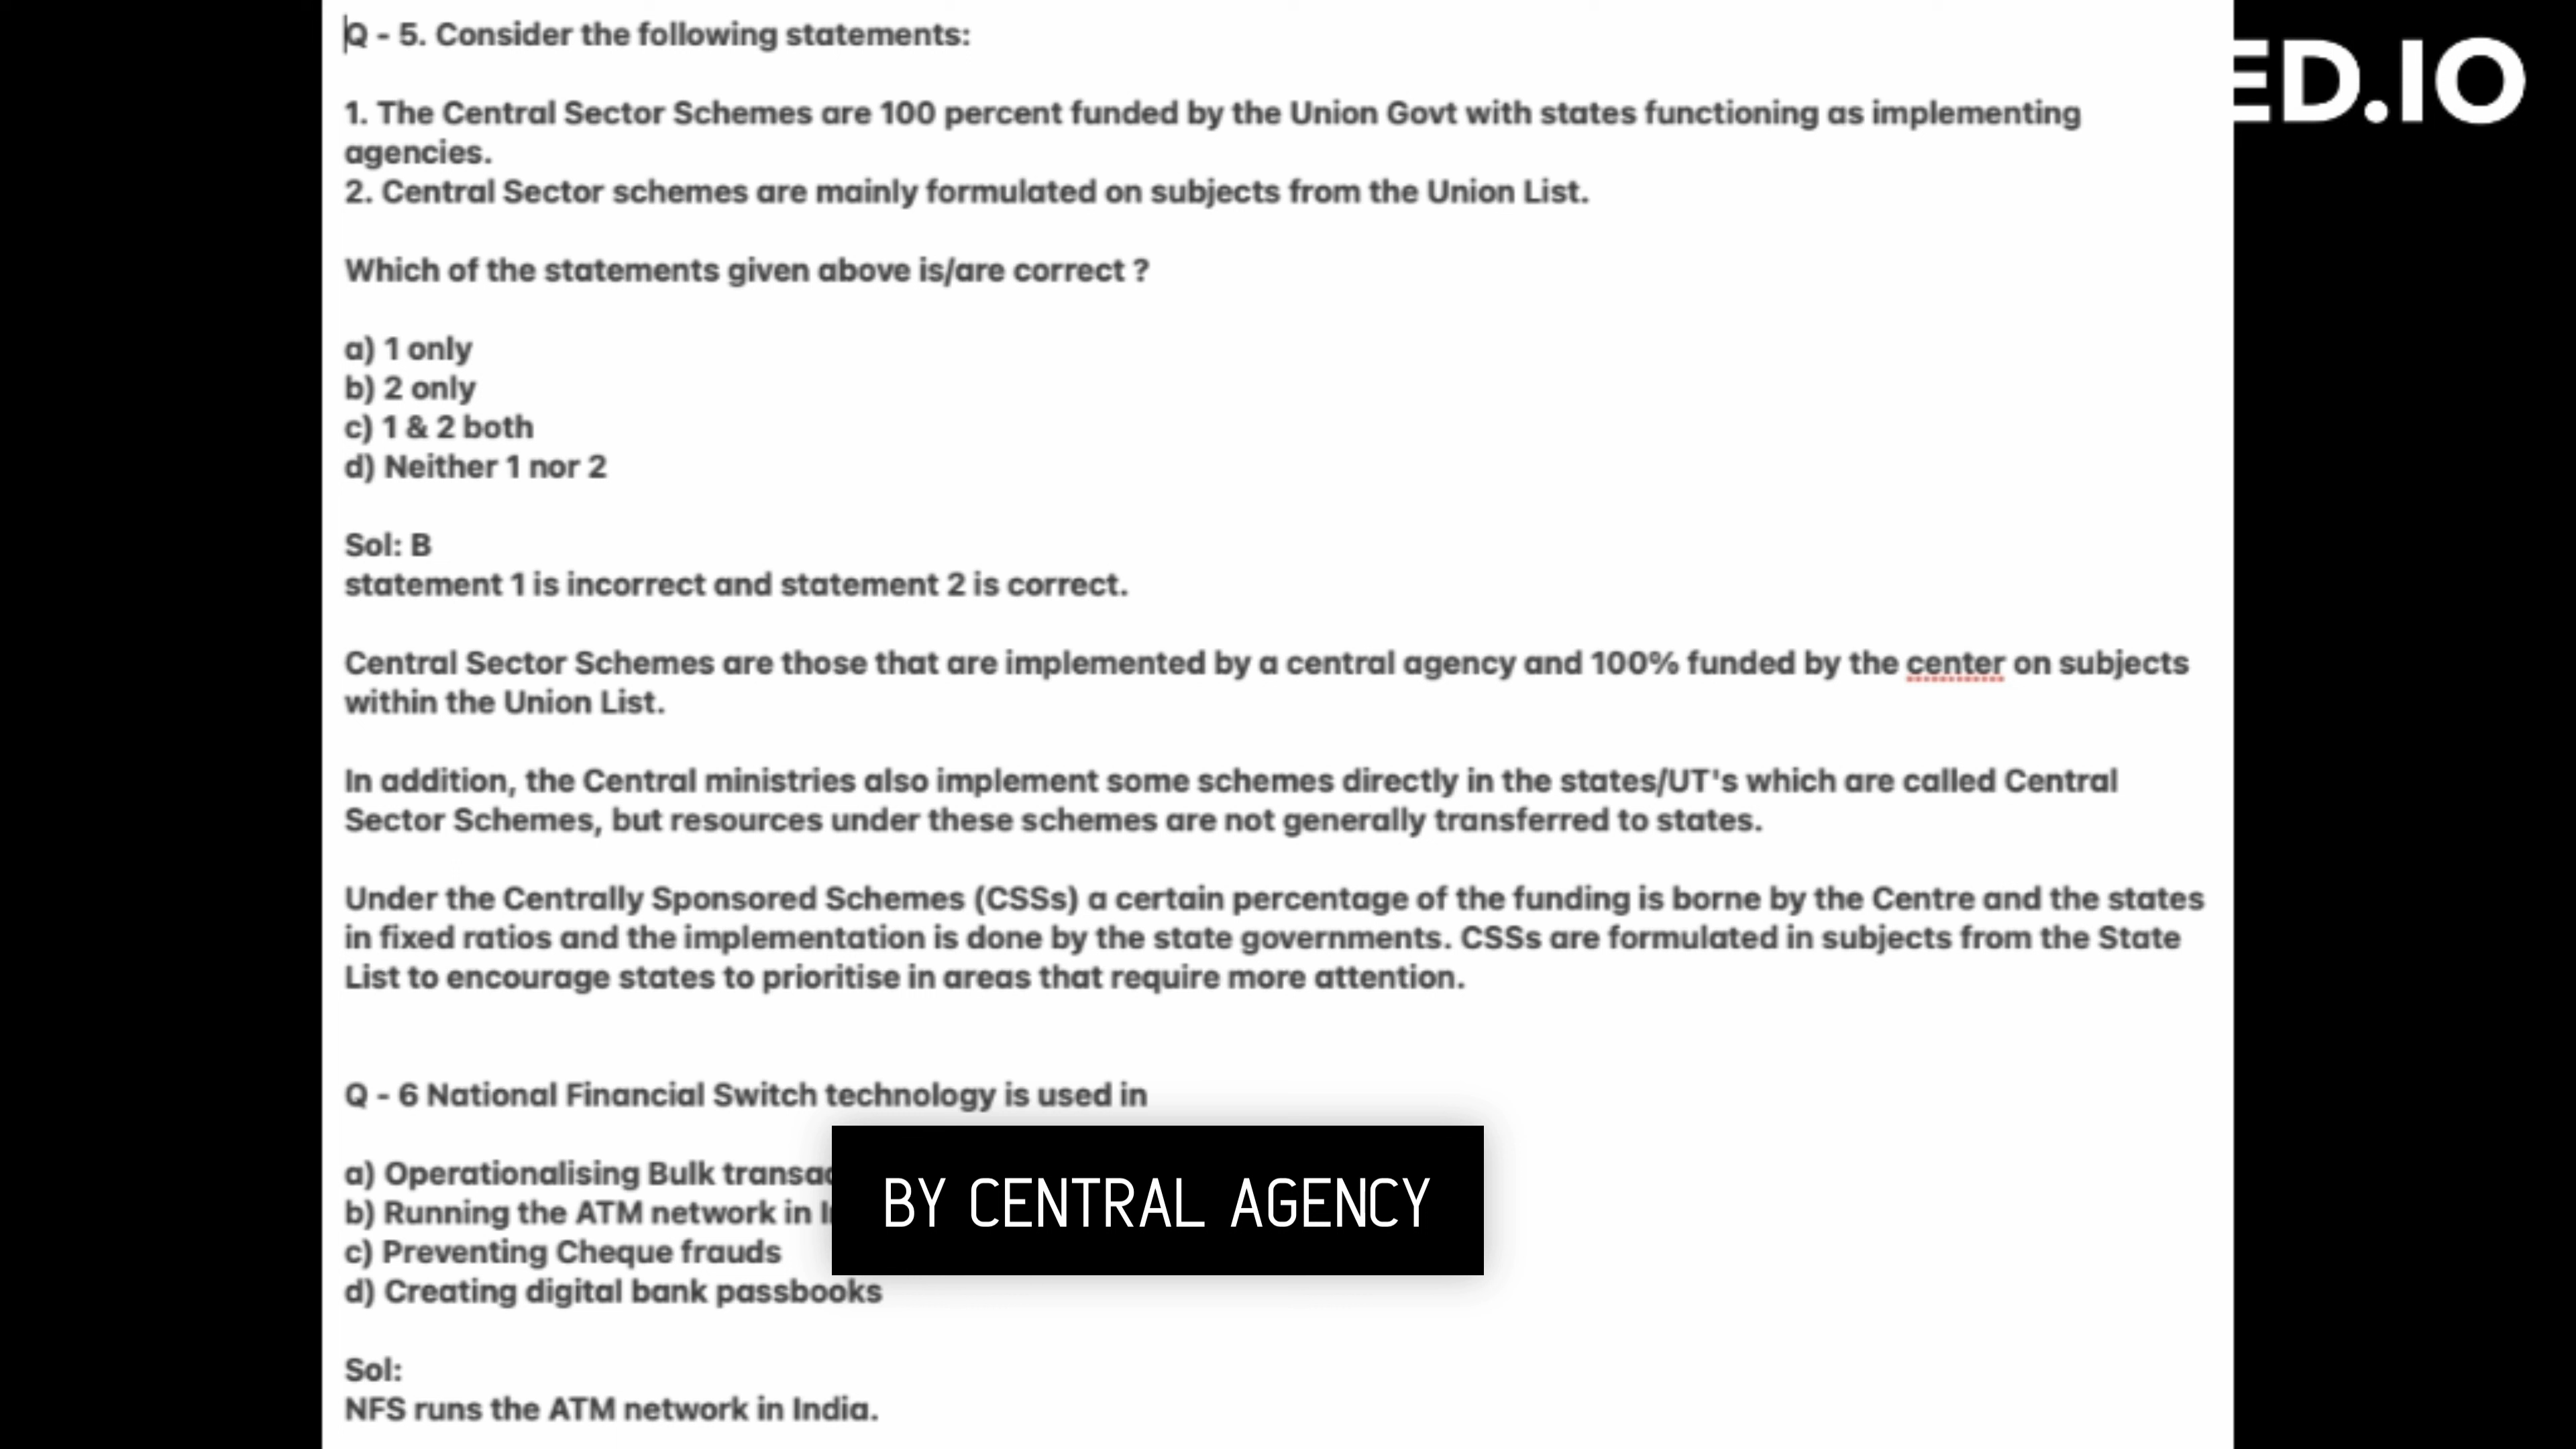 ED.IO
Q - 5. Consider the following statements:
1. The Central Sector Schemes are 100 percent funded by the Union Govt with states functioning as implementing
agencies.
2. Central Sector schemes are mainly formulated on subjects from the Union List.
Which of the statements given above is/are correct ?
a) 1 only
b) 2 only
c) 1 & 2 both
d) Neither 1 nor 2
Sol: B
statement 1 is incorrect and statement 2 is correct.
Central Sector Schemes are those that are implemented by a central agency and 100% funded by the center on subjects
within the Union List.
In addition, the Central ministries also implement some schemes directly in the states/UT's which are called Central
Sector Schemes, but resources under these schemes are not generally transferred to states.
Under the Centrally Sponsored Schemes (CSSs) a certain percentage of the funding is borne by the Centre and the states
in fixed ratios and the implementation is done by the state governments. CSSs are formulated in subjects from the State
List to encourage states to prioritise in areas that require more attention.
Q - 6 National Financial Switch technology is used in
a) Operationalising Bulk
b) Running the ATM network in
c) Preventing Cheque frauds
d) Creating digital bank passbooks
BY CENTRAL AGENCY
Sol:
NFS runs the ATM network in India.